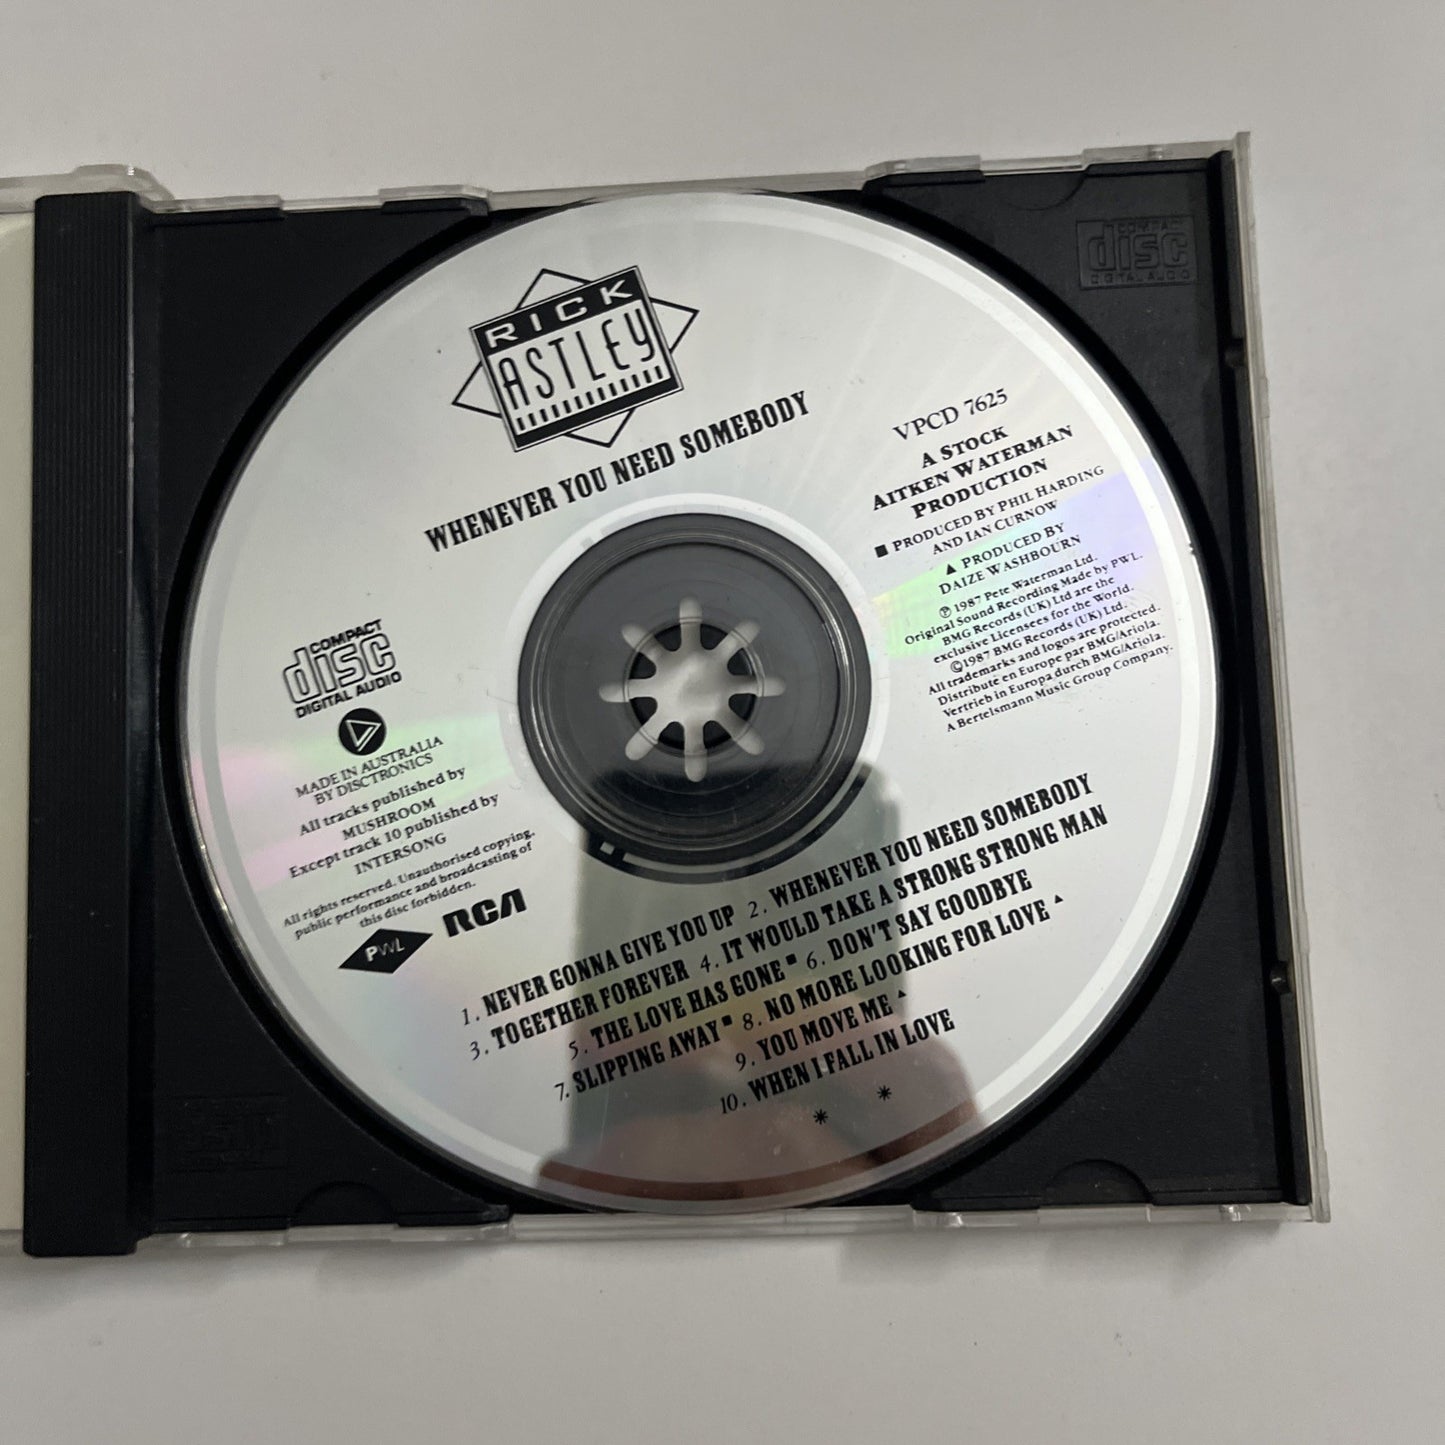 RICK
ASTLEY
WHENEVER YOU NEED SOMEBODY
VPCD 7625
A STOCK
AITKEN WATERMAN
PRODUCTION
■ PRODUCED BY PHIL HARDING
AND IAN CURNOW
▲ PRODUCED BY
DAIZE WASHBOURN
℗ 1987 Pete Waterman Ltd.
Original Sound Recording Made by PWL.
BMG Records (UK) Ltd are the
exclusive Licensees for the World.
©1987 BMG Records (UK) Ltd.
All trademarks and logos are protected.
Distribué en Europe par BMG/Ariola.
Vertrieb in Europa durch BMG/Ariola.
A Bertelsmann Music Group Company.
COMPACT
disc
DIGITAL AUDIO
MADE IN AUSTRALIA
BY DISCTRONICS
All tracks published by
MUSHROOM
Except track 10 published by
INTERSONG
All rights reserved. Unauthorised copying,
public performance and broadcasting of
this disc forbidden.
PWL
RCA
1. NEVER GONNA GIVE YOU UP 2. WHENEVER YOU NEED SOMEBODY
3. TOGETHER FOREVER 4. IT WOULD TAKE A STRONG STRONG MAN
5. THE LOVE HAS GONE ■ 6. DON'T SAY GOODBYE
7. SLIPPING AWAY ■ 8. NO MORE LOOKING FOR LOVE ▲
9. YOU MOVE ME ▲
10. WHEN I FALL IN LOVE
* *
COMPACT
disc
DIGITAL AUDIO